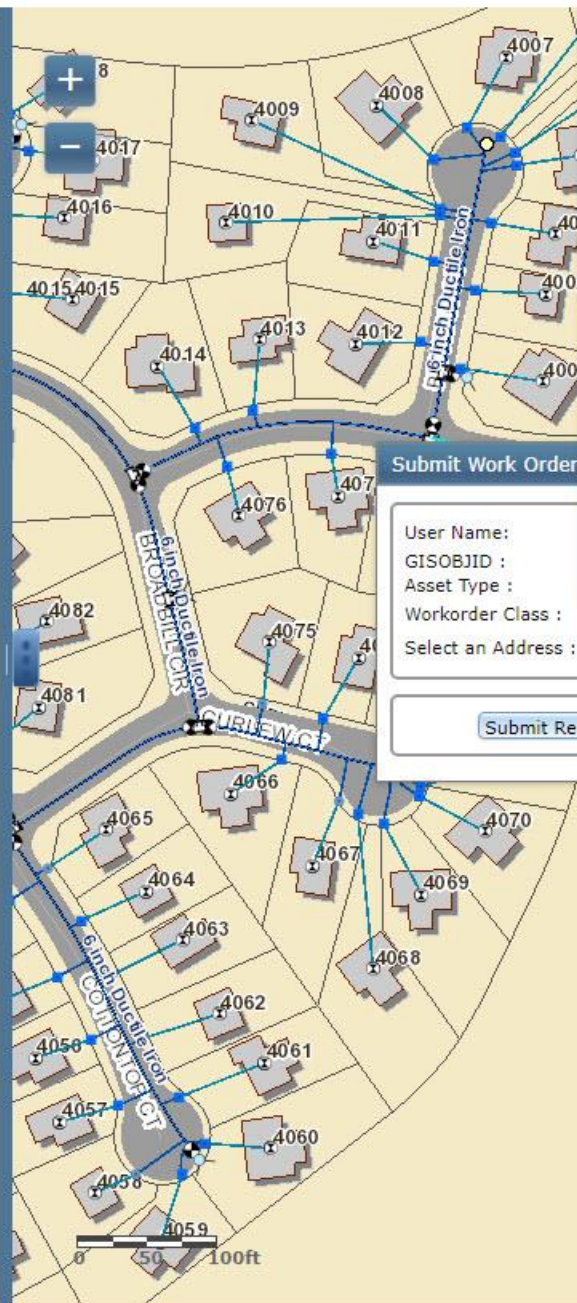 4007
+
8
4008
4009
−
4017
4016
4010
4011
6 inch Ductile Iron
4015 4015
4013
4012
4014
Submit Work Order
4076
User Name:
GISOBJID :
Asset Type :
Workorder Class :
Select an Address :
6 inch Ductile Iron
BROADBILL CIR
4082
4075
4081
CURLEW CT
Submit Re
4066
4065
4070
4067
4064
4069
4063
4068
6 inch Ductile Iron
COTTONTOP CT
4062
4056
4061
4057
4060
4058
4059
0 50 100ft